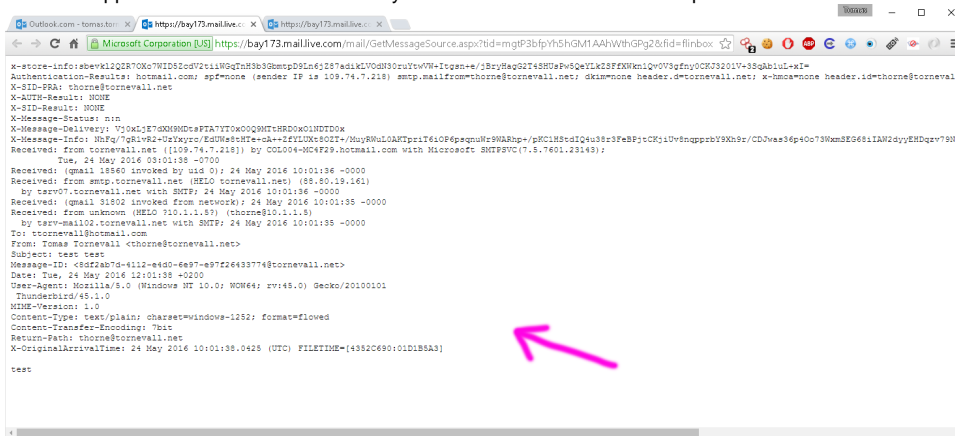 Tomas
Outlook.com - tomas.torn
https://bay173.mail.live.co
https://bay173.mail.live.co
Microsoft Corporation [US] https://bay173.mail.live.com/mail/GetMessageSource.aspx?tid=mgtP3bfpYh5hGM1AAhWthGPg2&fid=flinbox
Authentication-Results: hotmail.com; spf=none (sender IP is 109.74.7.218) smtp.mailfrom=thorne@tornevall.net; dkim=none header.d=tornevall.net; x-hmca=none header.id=thorne@torneval
X-SID-PRA: thorne@tornevall.net
X-AUTH-Result: NONE
X-SID-Result: NONE
X-Message-Status: n:n
X-Message-Delivery:
X-Message-Info:
Received: from tornevall.net ([109.74.7.218]) by COL004-MC4F29.hotmail.com with Microsoft SMTPSVC(7.5.7601.23143);
Tue, 24 May 2016 03:01:38 -0700
Received: (qmail 18560 invoked by uid 0); 24 May 2016 10:01:36 -0000
Received: from smtp.tornevall.net (HELO tornevall.net) (88.80.19.161)
by tsrv07.tornevall.net with SMTP; 24 May 2016 10:01:36 -0000
Received: (qmail 31802 invoked from network); 24 May 2016 10:01:35 -0000
Received: from unknown (HELO ?10.1.1.5?) (thorne@10.1.1.5)
by tsrv-mail02.tornevall.net with SMTP; 24 May 2016 10:01:35 -0000
To: ttornevall@hotmail.com
From: Tomas Tornevall <thorne@tornevall.net>
Subject: test test
Message-ID: <8df2ab7d-4112-e4d0-6e97-e97f26433774@tornevall.net>
Date: Tue, 24 May 2016 12:01:38 +0200
User-Agent: Mozilla/5.0 (Windows NT 10.0; WOW64; rv:45.0) Gecko/20100101
Thunderbird/45.1.0
MIME-Version: 1.0
Content-Type: text/plain; charset=windows-1252; format=flowed
Content-Transfer-Encoding: 7bit
Return-Path: thorne@tornevall.net
X-OriginalArrivalTime: 24 May 2016 10:01:38.0425 (UTC) FILETIME=[4352C690:01D1B5A3]
test